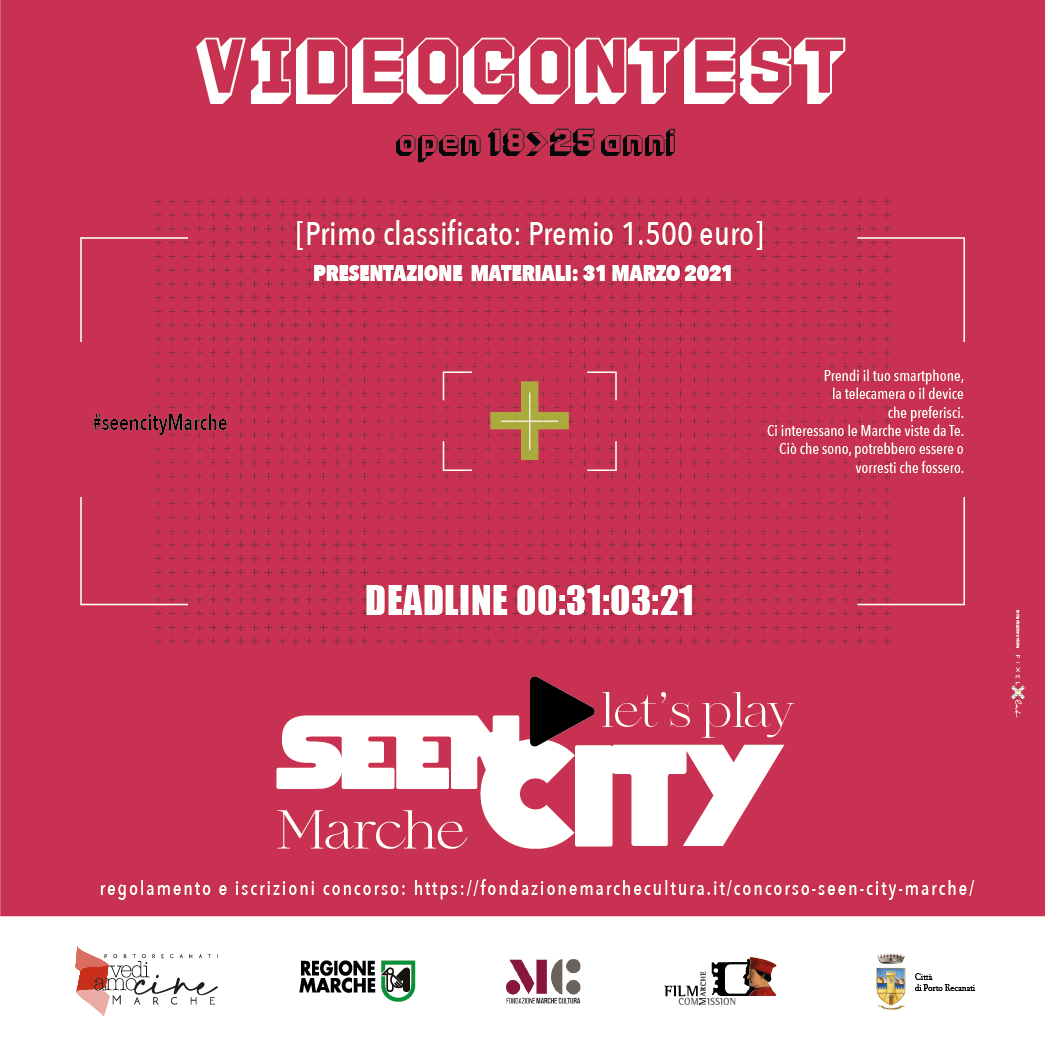 VIDEOCONTEST
open 18>25 anni
[Primo classificato: Premio 1.500 euro]
PRESENTAZIONE MATERIALI: 31 MARZO 2021
Prendi il tuo smartphone,
la telecamera o il device
che preferisci.
Ci interessano le Marche viste da Te.
Ciò che sono, potrebbero essere o
vorresti che fossero.
#seencityMarche
DEADLINE 00:31:03:21
PIXEL
Lab
let's play
SEEN
CITY
Marche
regolamento e iscrizioni concorso: https://fondazionemarchecultura.it/concorso-seen-city-marche/
PORTORECANATI
vedi
amocine
MARCHE
REGIONE
MARCHE
MC
FONDAZIONE MARCHE CULTURA
FILM
MARCHE
COMMISSION
Città
di Porto Recanati